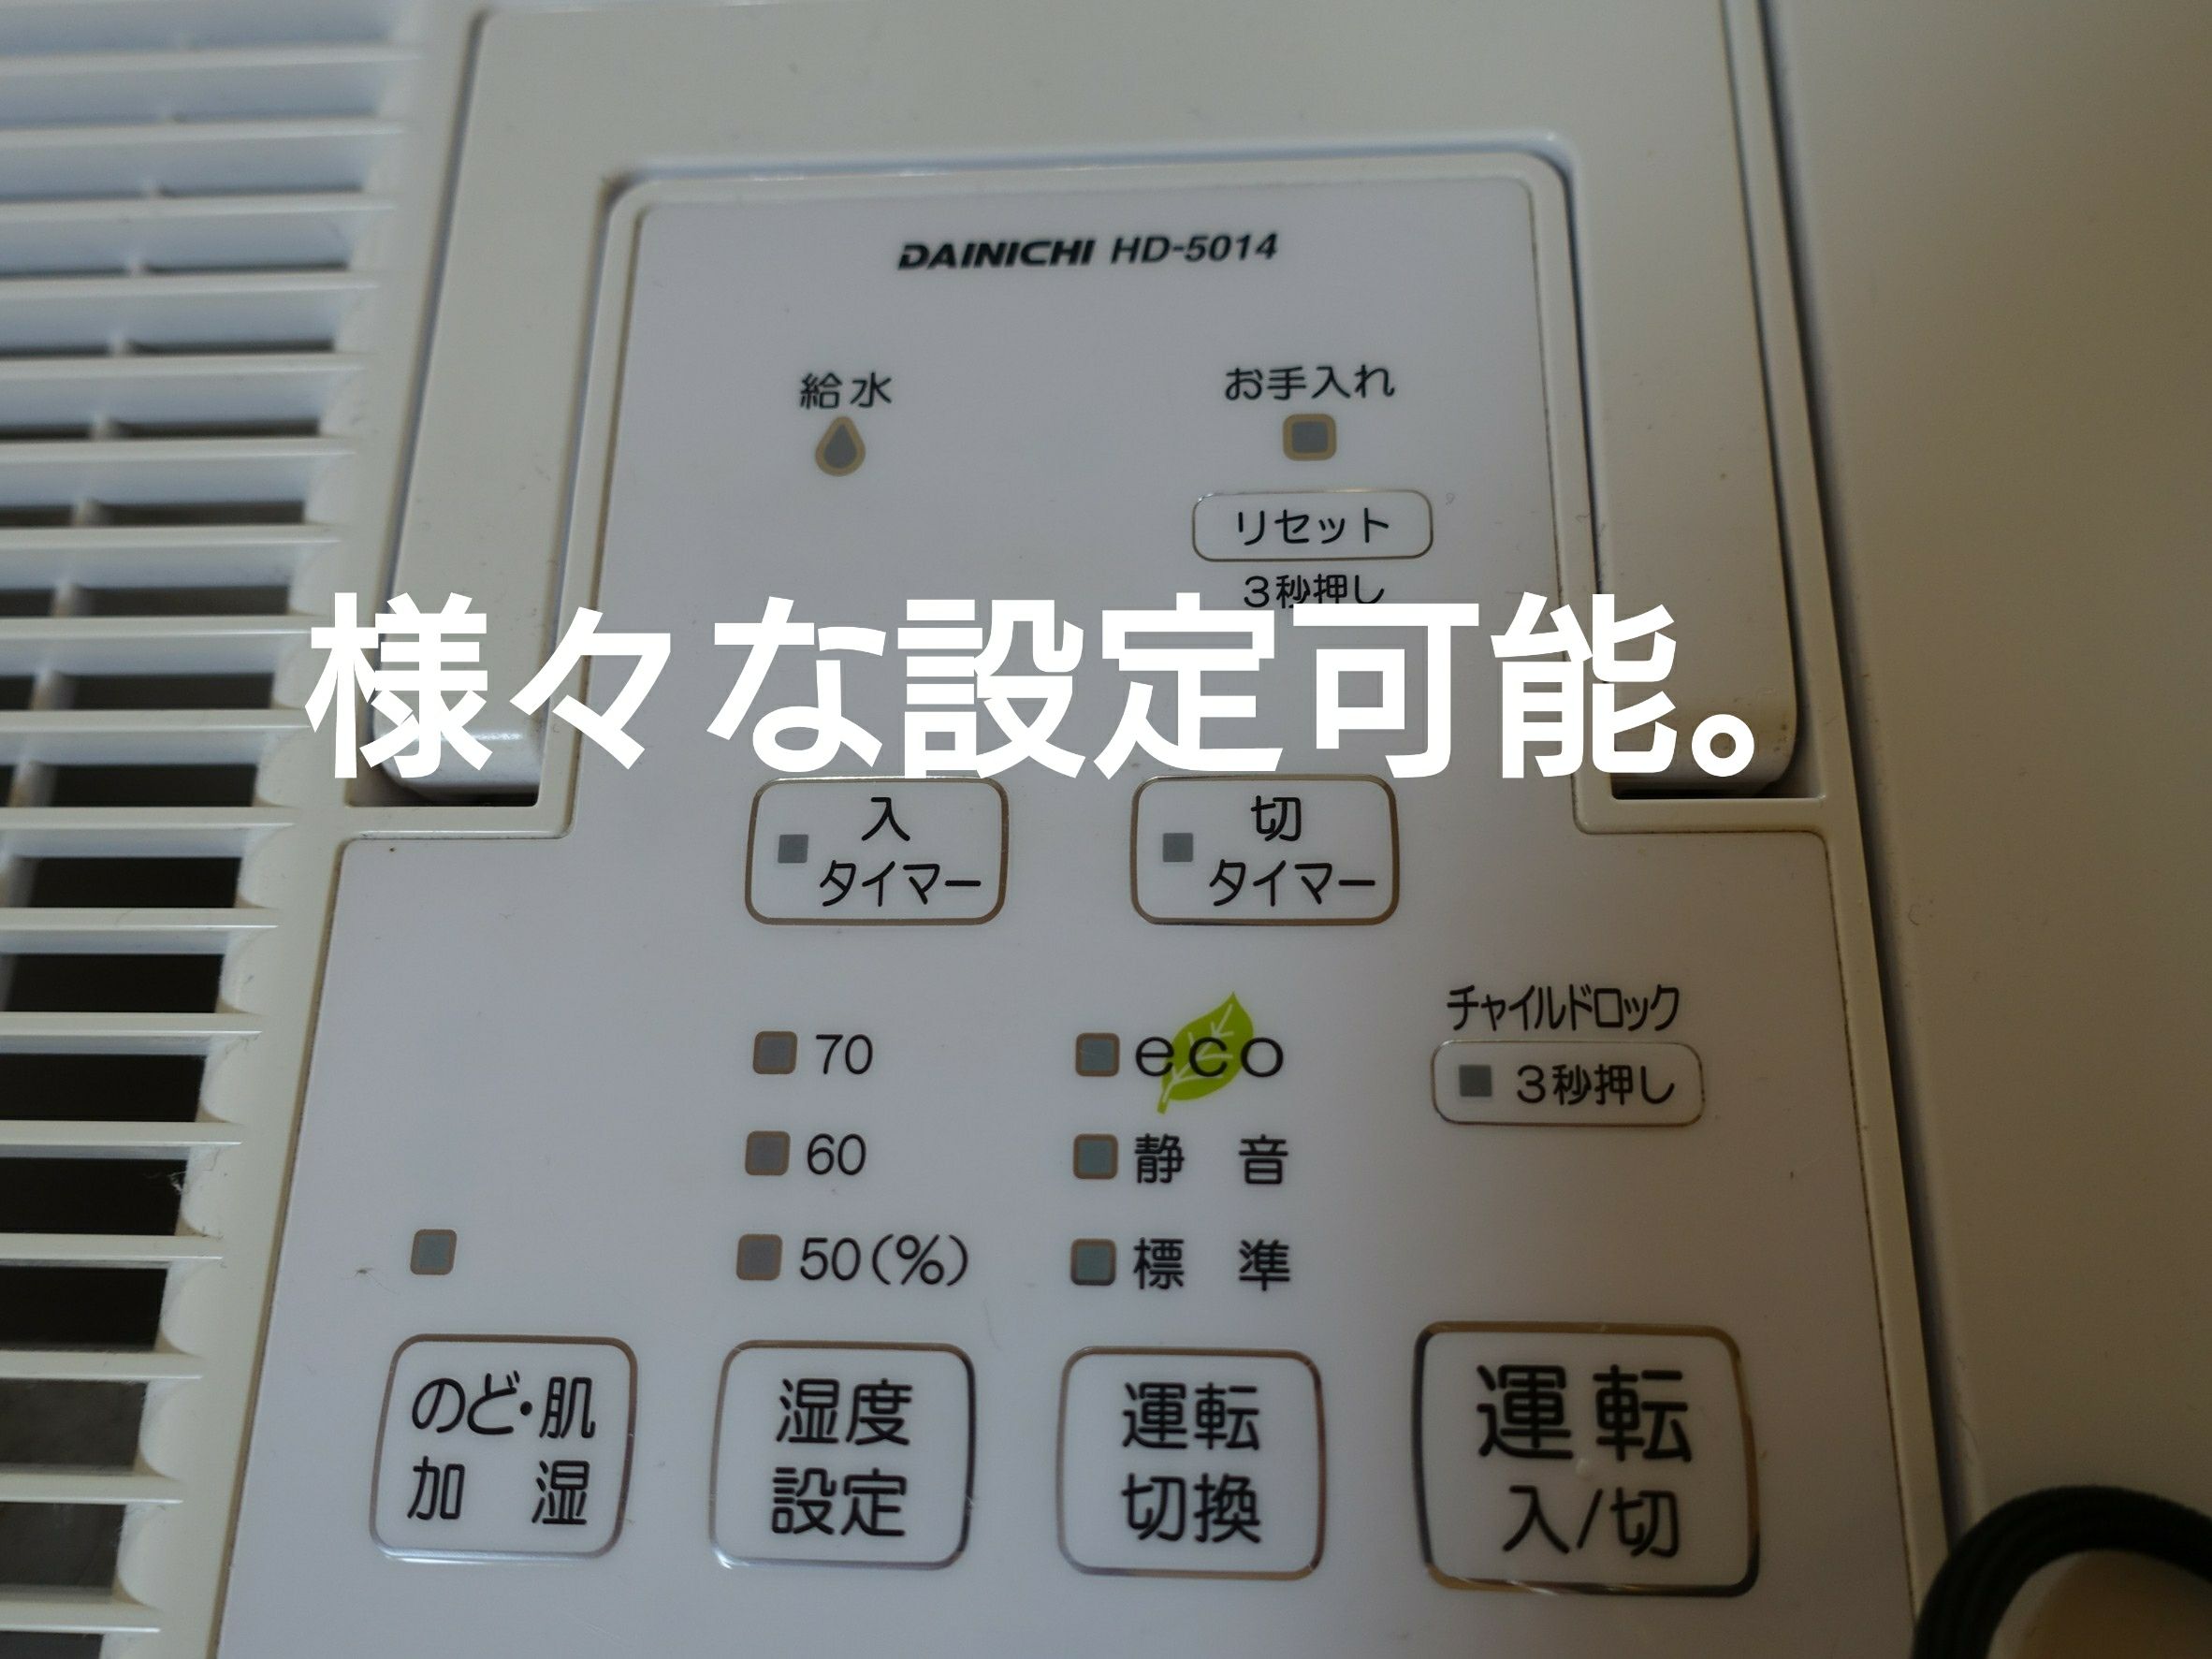 DAINICHI HD-5014
給水
お手入れ
リセット
3秒押し
様々な設定可能。
入
タイマー
切
タイマー
チャイルドロック
3秒押し
70
60
50(%)
eco
静音
標準
のど・肌
加湿
湿度
設定
運転
切換
運転
入/切